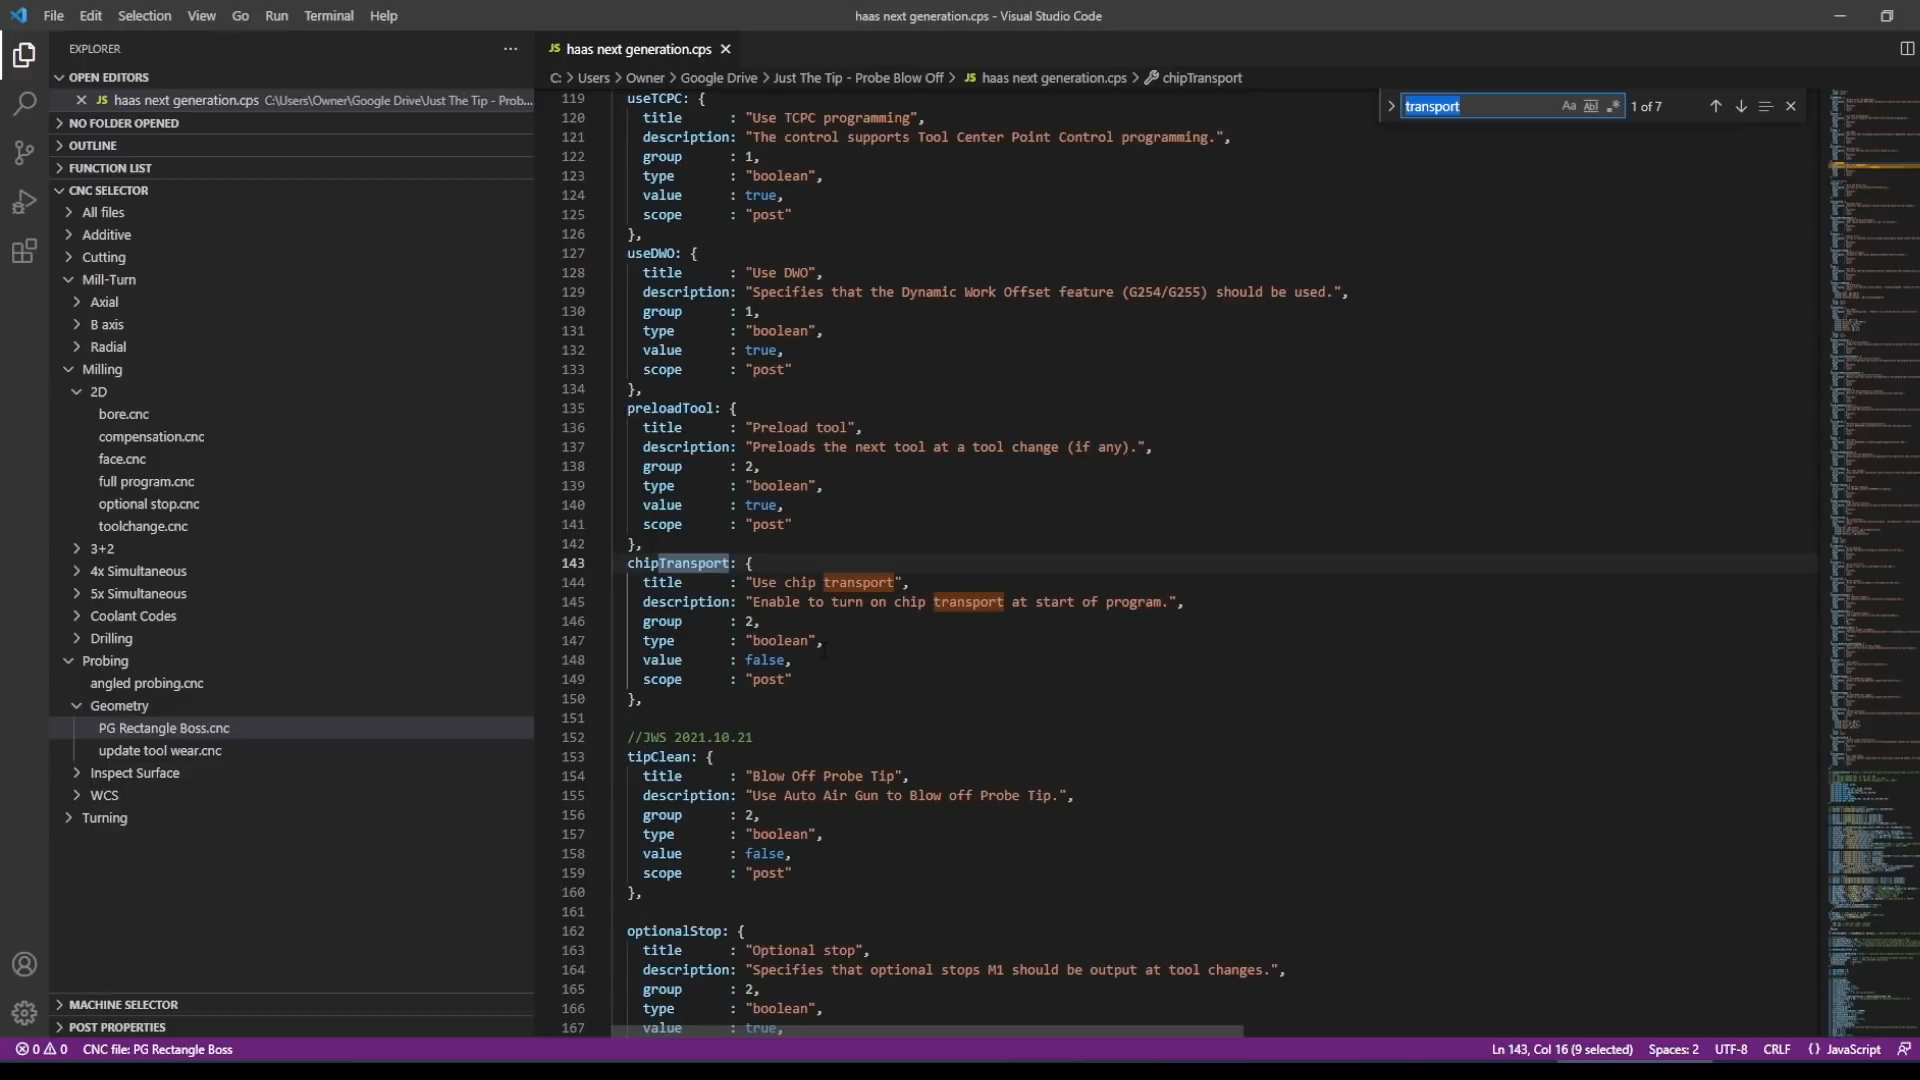 File Edit Selection View Go Run Terminal Help
haas next generation.cps - Visual Studio Code
EXPLORER
OPEN EDITORS
JS haas next generation.cps C:\Users\Owner\Google Drive\Just The Tip - Prob...
NO FOLDER OPENED
OUTLINE
FUNCTION LIST
CNC SELECTOR
All files
Additive
Cutting
Mill-Turn
Axial
B axis
Radial
Milling
2D
bore.cnc
compensation.cnc
face.cnc
full program.cnc
optional stop.cnc
toolchange.cnc
3+2
4x Simultaneous
5x Simultaneous
Coolant Codes
Drilling
Probing
angled probing.cnc
Geometry
PG Rectangle Boss.cnc
update tool wear.cnc
Inspect Surface
WCS
Turning
MACHINE SELECTOR
POST PROPERTIES
JS haas next generation.cps
C: > Users > Owner > Google Drive > Just The Tip - Probe Blow Off > JS haas next generation.cps > chipTransport
transport Aa Abl .* 1 of 7
119 useTCPC: {
120 title : "Use TCPC programming",
121 description: "The control supports Tool Center Point Control programming.",
122 group : 1,
123 type : "boolean",
124 value : true,
125 scope : "post"
126 },
127 useDWO: {
128 title : "Use DWO",
129 description: "Specifies that the Dynamic Work Offset feature (G254/G255) should be used.",
130 group : 1,
131 type : "boolean",
132 value : true,
133 scope : "post"
134 },
135 preloadTool: {
136 title : "Preload tool",
137 description: "Preloads the next tool at a tool change (if any).",
138 group : 2,
139 type : "boolean",
140 value : true,
141 scope : "post"
142 },
143 chipTransport: {
144 title : "Use chip transport",
145 description: "Enable to turn on chip transport at start of program.",
146 group : 2,
147 type : "boolean",
148 value : false,
149 scope : "post"
150 },
151
152 //JWS 2021.10.21
153 tipClean: {
154 title : "Blow Off Probe Tip",
155 description: "Use Auto Air Gun to Blow off Probe Tip.",
156 group : 2,
157 type : "boolean",
158 value : false,
159 scope : "post"
160 },
161
162 optionalStop: {
163 title : "Optional stop",
164 description: "Specifies that optional stops M1 should be output at tool changes.",
165 group : 2,
166 type : "boolean",
167 value : true,
0 0 CNC file: PG Rectangle Boss
Ln 143, Col 16 (9 selected) Spaces: 2 UTF-8 CRLF {} JavaScript